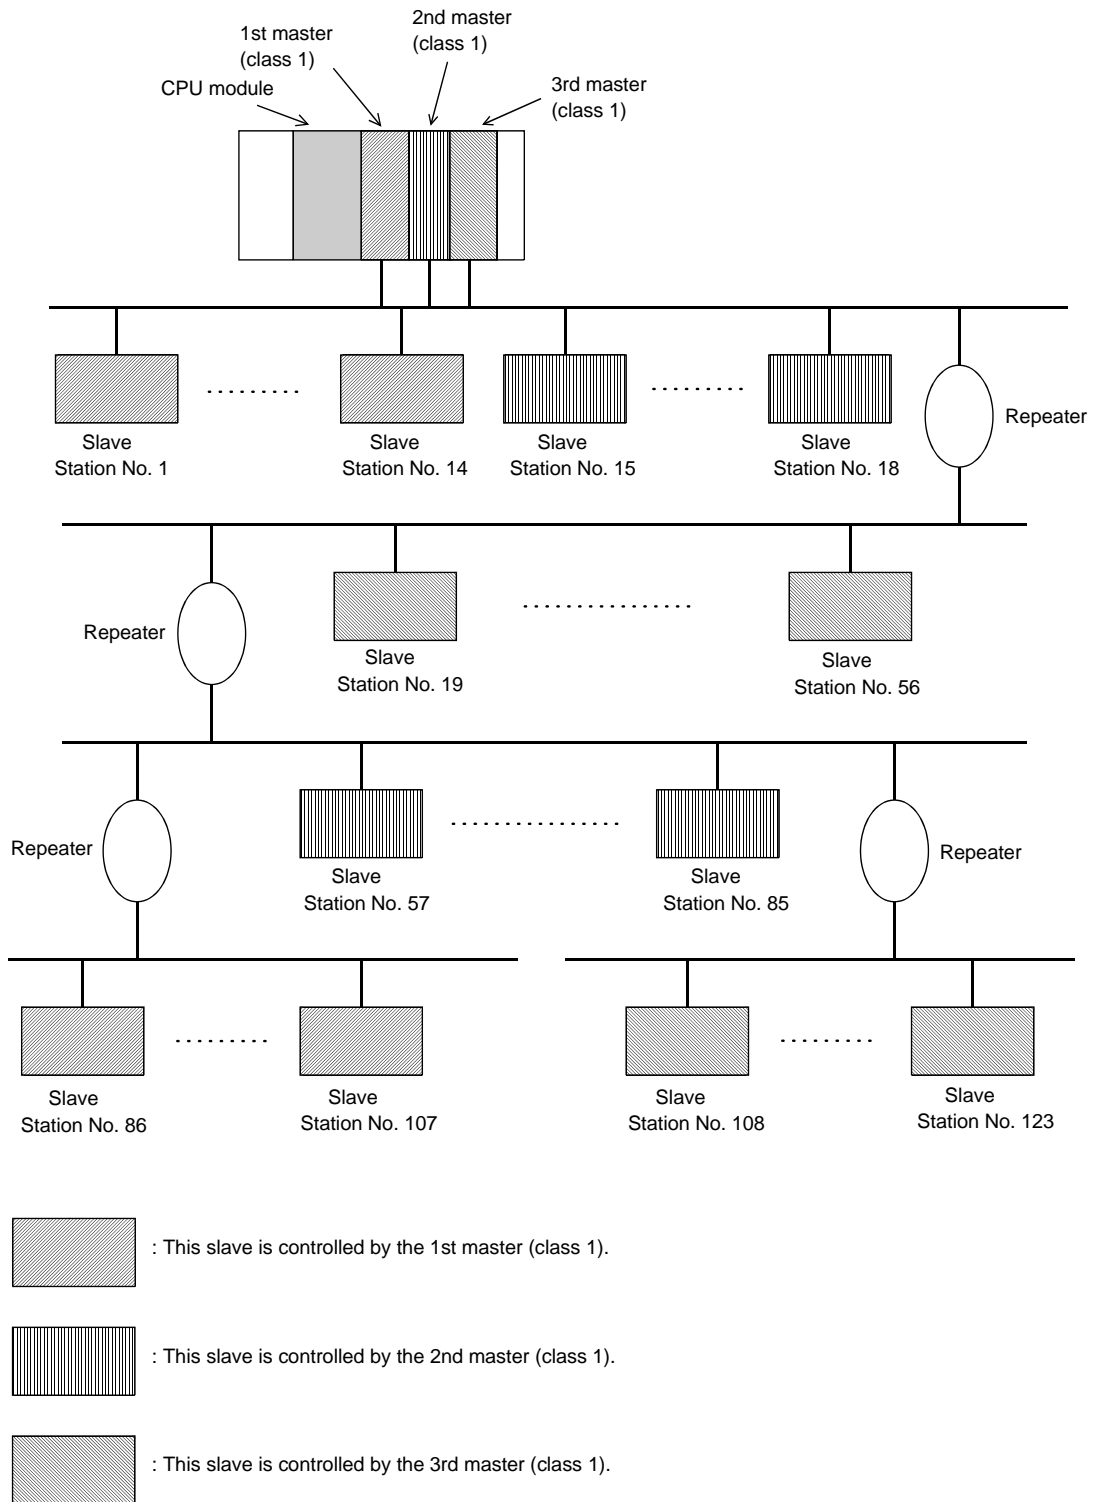 2nd master
(class 1)
1st master
(class 1)
CPU module
3rd master
(class 1)
Repeater
Slave
Station No. 1
Slave
Station No. 14
Slave
Station No. 15
Slave
Station No. 18
Repeater
Slave
Station No. 19
Slave
Station No. 56
Repeater
Slave
Station No. 57
Slave
Station No. 85
Repeater
Slave
Station No. 86
Slave
Station No. 107
Slave
Station No. 108
Slave
Station No. 123
: This slave is controlled by the 1st master (class 1).
: This slave is controlled by the 2nd master (class 1).
: This slave is controlled by the 3rd master (class 1).